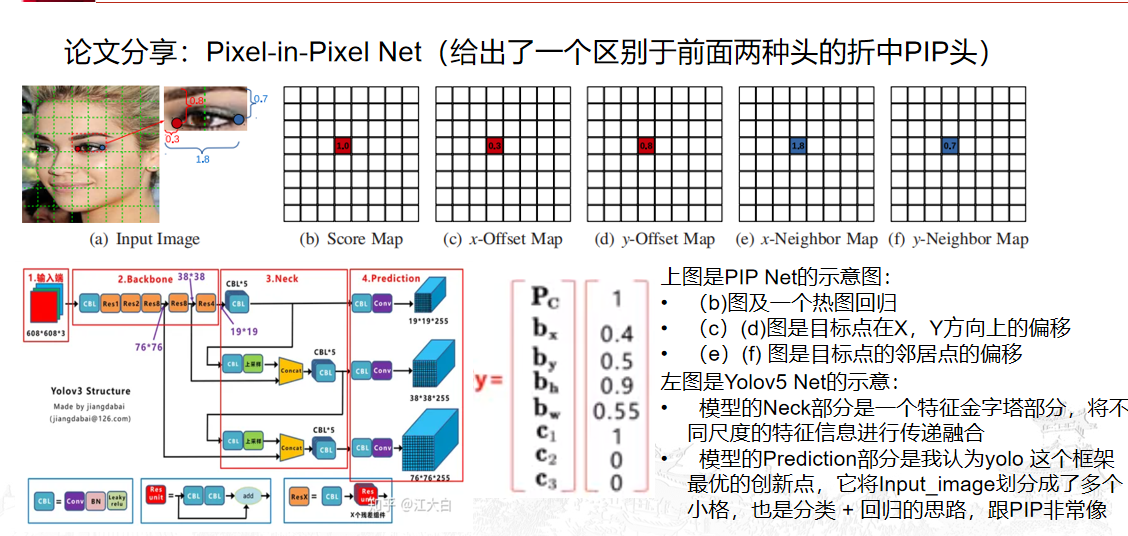 论文分享：Pixel-in-Pixel Net（给出了一个区别于前面两种头的折中PIP头）
0.8
0.7
0.3
1.8
1.0
0.3
0.8
1.8
0.7
(a) Input Image
(b) Score Map
(c) x-Offset Map
(d) y-Offset Map
(e) x-Neighbor Map
(f) y-Neighbor Map
1.输入端
2.Backbone
38*38
3.Neck
4.Prediction
CBL*5
CBL
Res1
Res2
Res8
Res8
Res4
CBL
CBL
Conv
608*608*3
19*19
19*19*255
76*76
CBL*5
CBL
上采样
Concat
CBL
CBL
Conv
38*38*255
Yolov3 Structure
Made by jiangdabai
(jiangdabai@126.com)
CBL*5
CBL
上采样
Concat
CBL
CBL
Conv
76*76*255
CBL
=
Conv
BN
Leaky relu
Res unit
=
CBL
CBL
add
ResX
=
CBL
Res unit
X个残差组件
知乎 @江大白
y=
Pc 1
bx 0.4
by 0.5
bh 0.9
bw 0.55
c1 1
c2 0
c3 0
上图是PIP Net的示意图：
• （b)图及一个热图回归
• （c）(d)图是目标点在X，Y方向上的偏移
• （e）(f) 图是目标点的邻居点的偏移
左图是Yolov5 Net的示意：
• 模型的Neck部分是一个特征金字塔部分，将不
同尺度的特征信息进行传递融合
• 模型的Prediction部分是我认为yolo 这个框架
最优的创新点，它将Input_image划分成了多个
小格，也是分类 + 回归的思路，跟PIP非常像